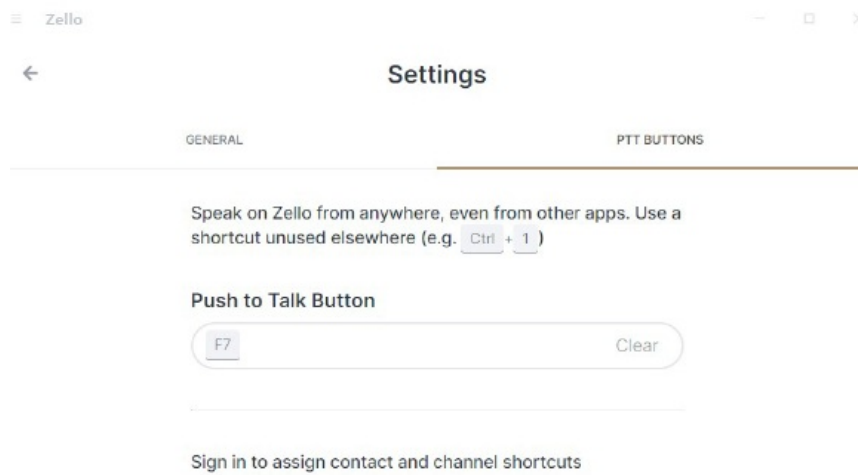 Zello
Settings
GENERAL
PTT BUTTONS
Speak on Zello from anywhere, even from other apps. Use a
shortcut unused elsewhere (e.g. Ctrl + 1 )
Push to Talk Button
F7
Clear
Sign in to assign contact and channel shortcuts